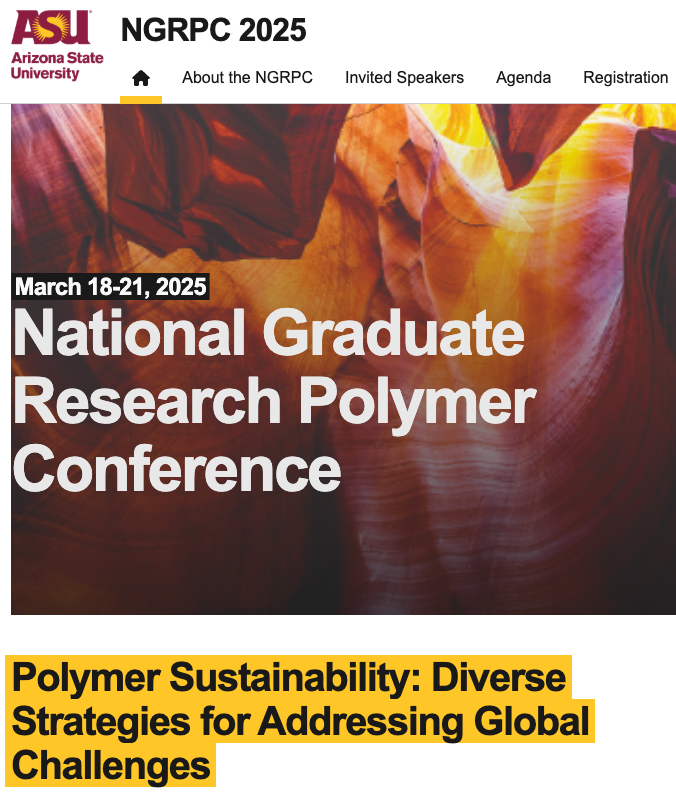 ASU
Arizona State
University
NGRPC 2025
About the NGRPC
Invited Speakers
Agenda
Registration
March 18-21, 2025
National Graduate
Research Polymer
Conference
Polymer Sustainability: Diverse
Strategies for Addressing Global
Challenges